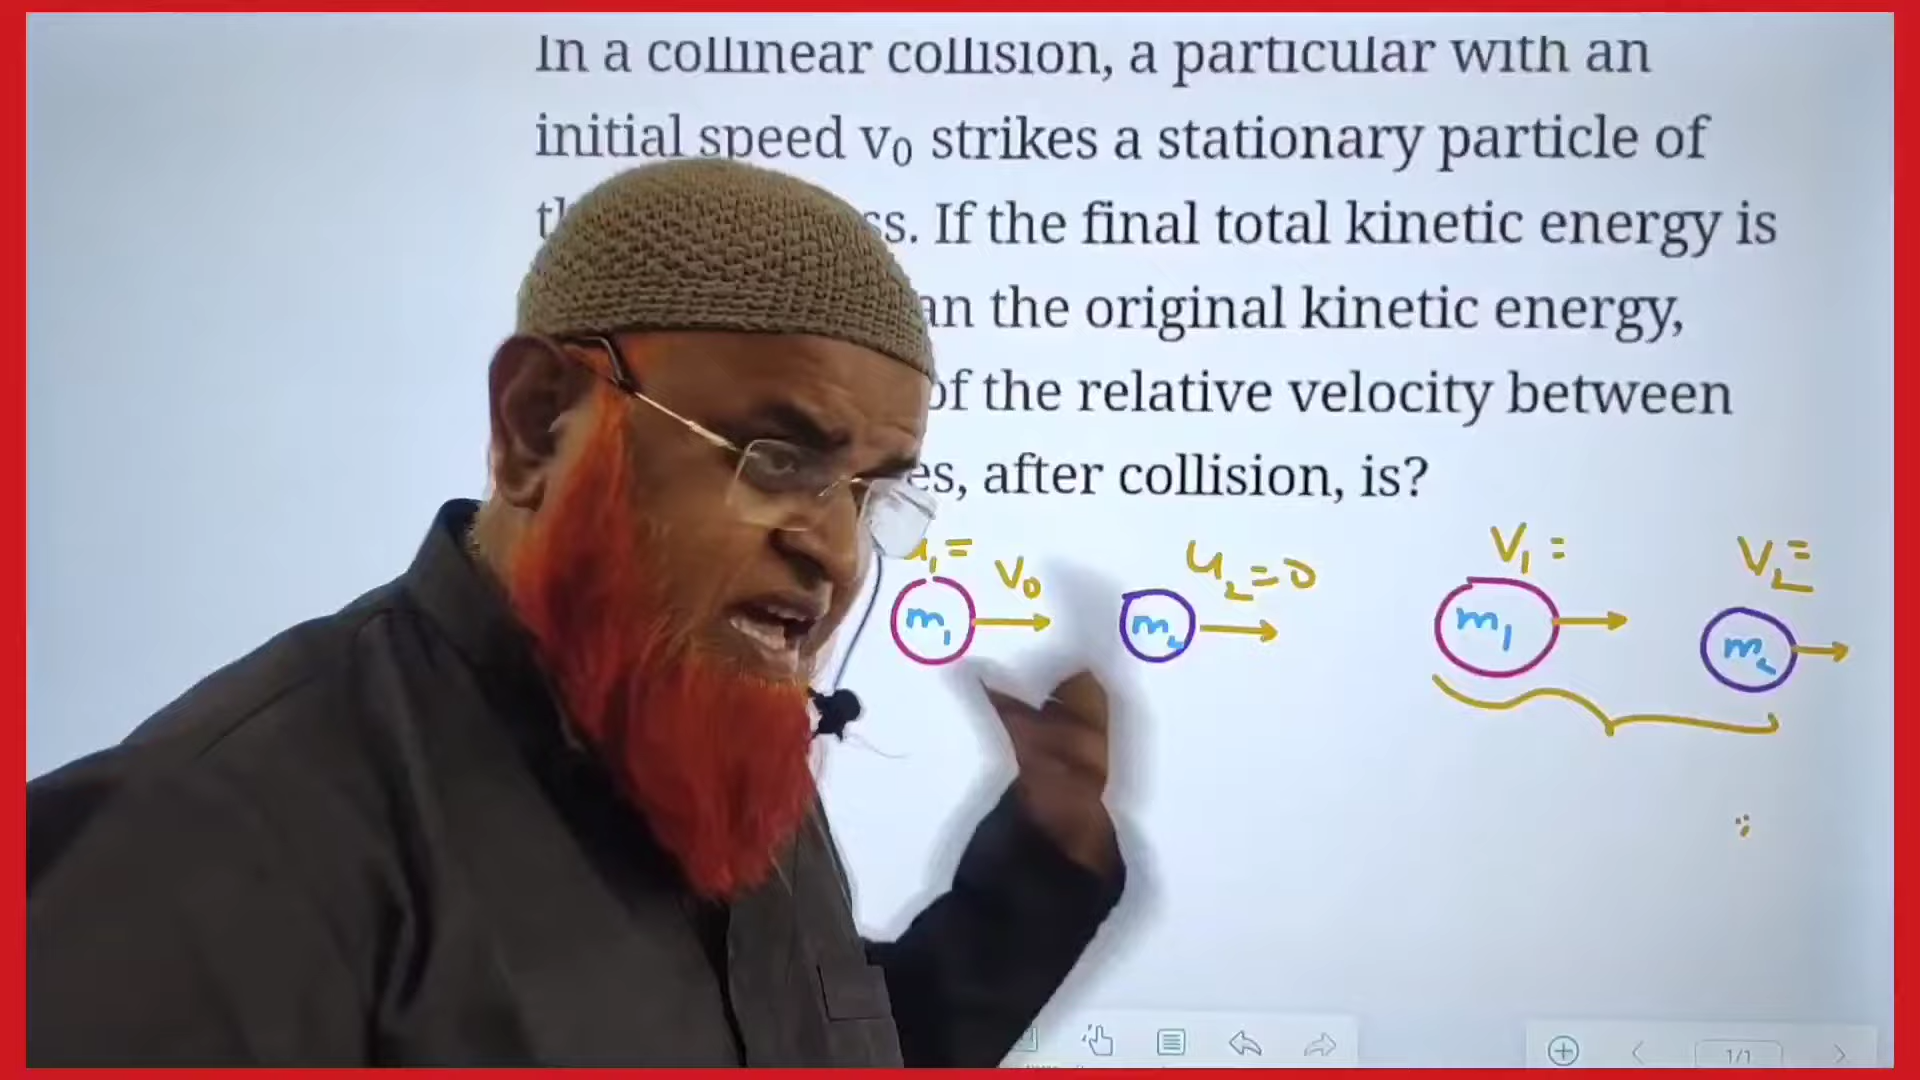 In a collinear collision, a particular with an
initial speed v₀ strikes a stationary particle of
ss. If the final total kinetic energy is
an the original kinetic energy,
of the relative velocity between
es, after collision, is?
u₁= v₀ u₂=0 V₁= V₂=
m₁ m₂ m₁ m₂
1/1